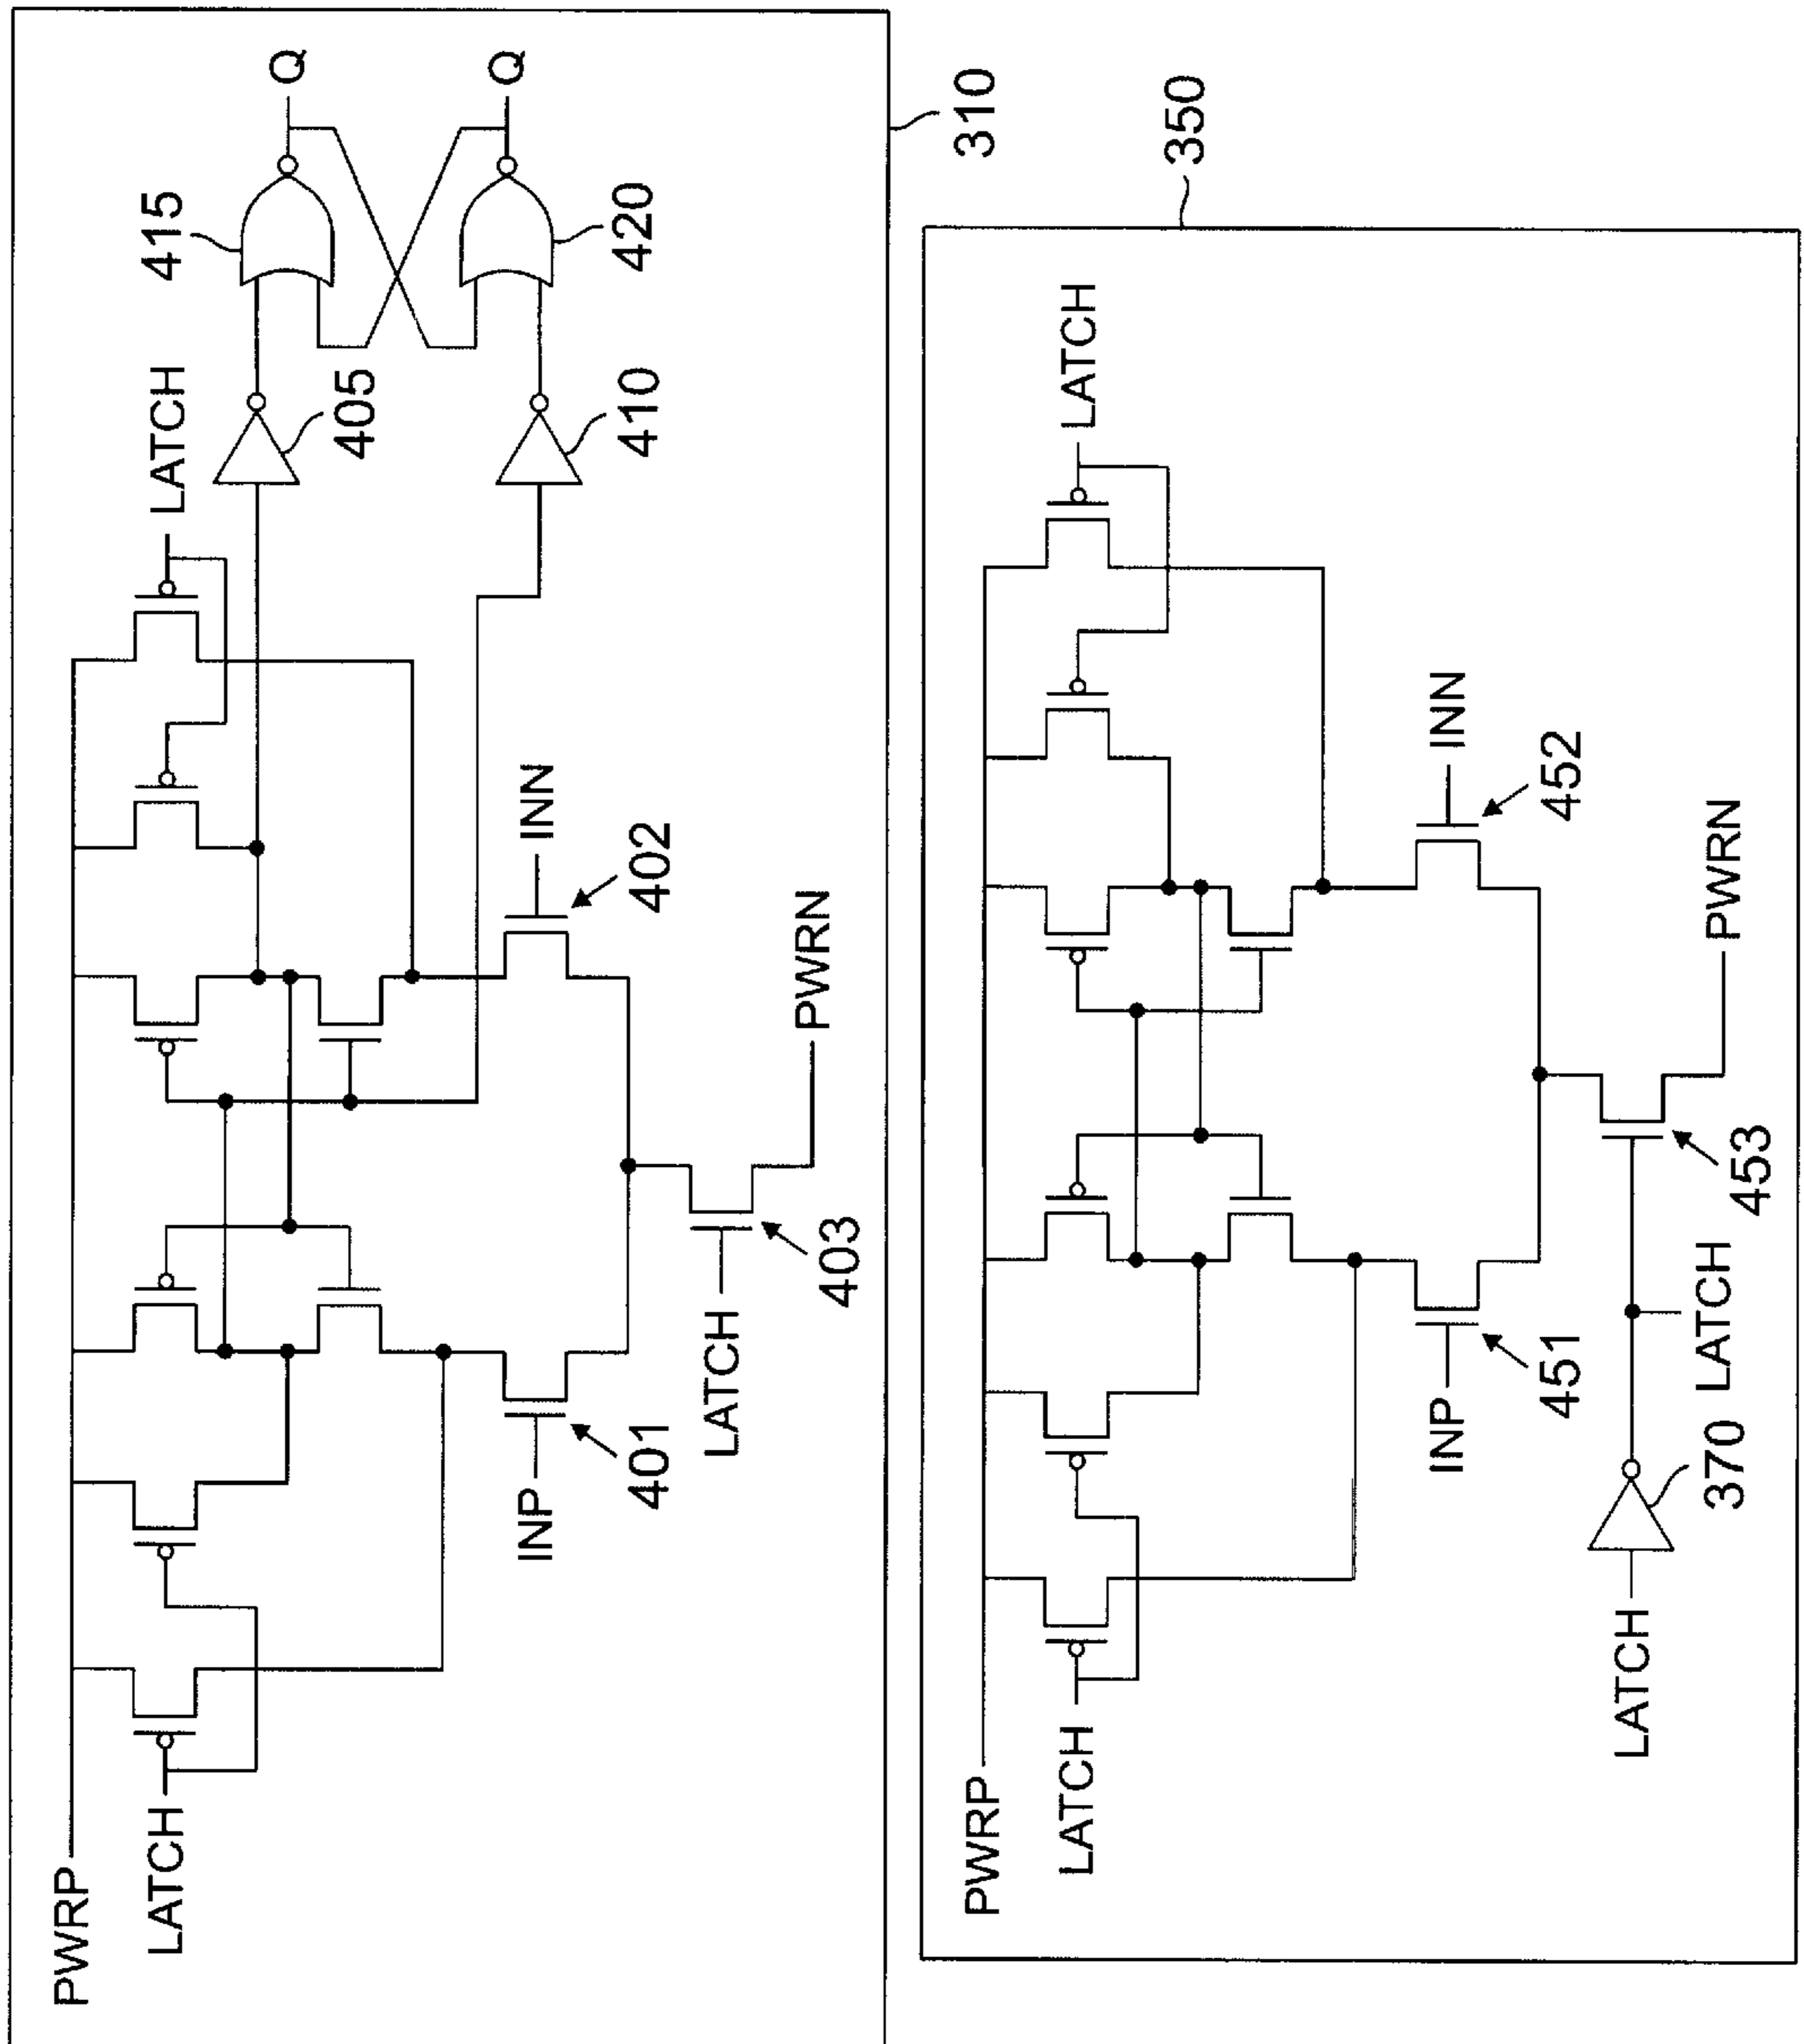 PWRP
LATCH
INP
401
LATCH
403
PWRN
402
INN
LATCH
405
410
415
420
Q
Q
310
PWRP
LATCH
LATCH
370
LATCH
INP
451
453
PWRN
452
INN
LATCH
350